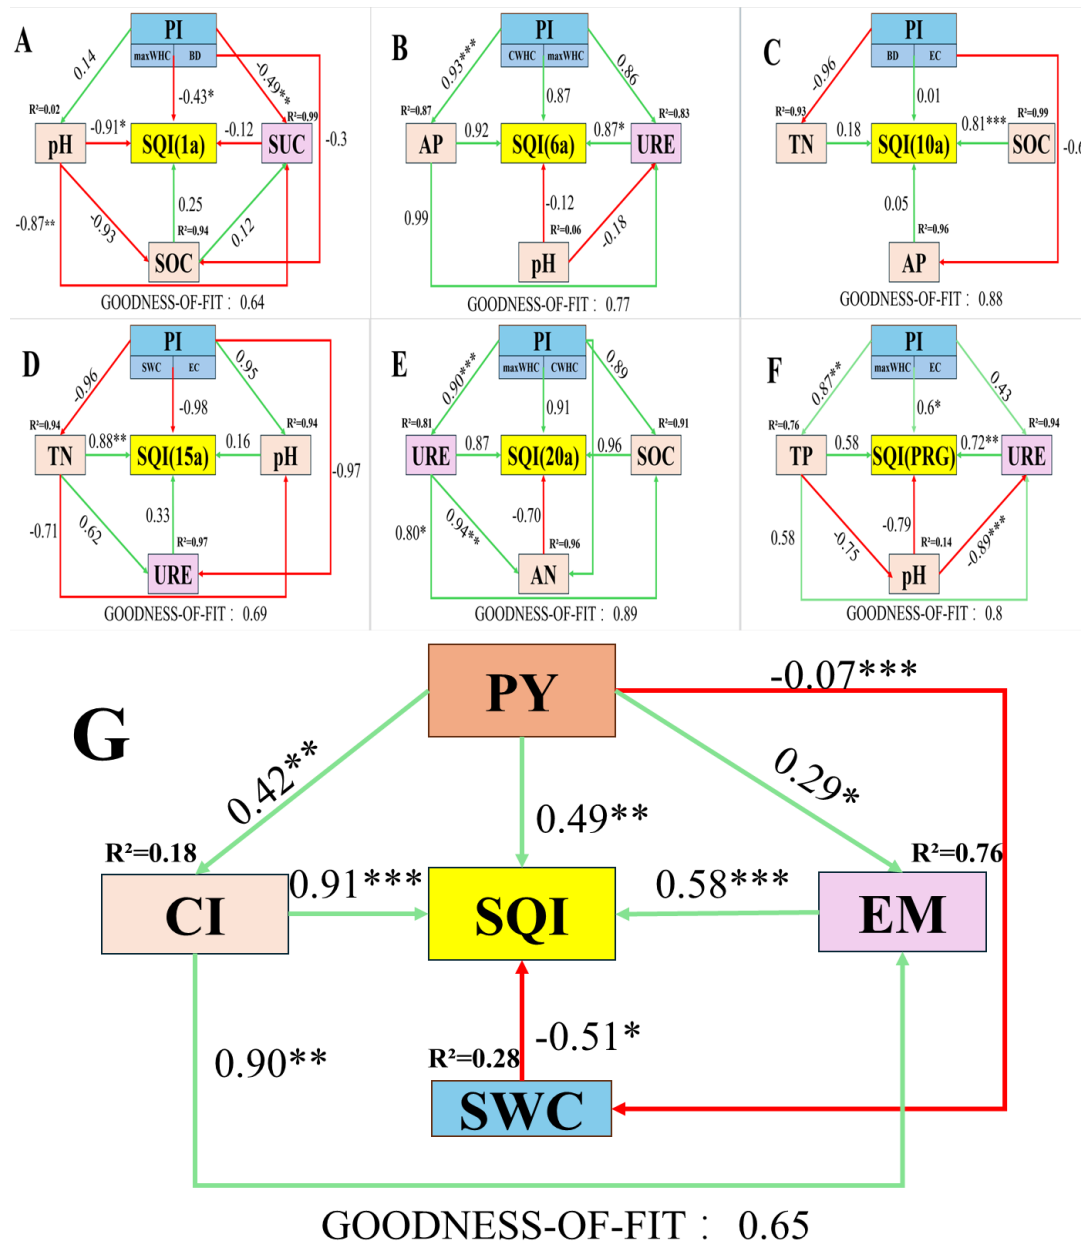 A
PI
maxWHC BD
0.14
-0.49**
-0.43*
R²=0.02
R²=0.99
pH
-0.91*
SQI(1a)
-0.12
SUC
-0.3
-0.87**
-0.93
0.25
0.12
R²=0.94
SOC
GOODNESS-OF-FIT : 0.64
B
PI
CWHC maxWHC
0.93***
0.86
0.87
R²=0.87
R²=0.83
AP
0.92
SQI(6a)
0.87*
URE
0.99
-0.12
-0.18
R²=0.06
pH
GOODNESS-OF-FIT : 0.77
C
PI
BD EC
-0.96
0.01
R²=0.93
R²=0.99
TN
0.18
SQI(10a)
0.81***
SOC
0.05
R²=0.96
AP
GOODNESS-OF-FIT : 0.88
D
PI
SWC EC
-0.96
0.95
-0.98
R²=0.94
R²=0.94
TN
0.88**
SQI(15a)
0.16
pH
-0.97
-0.71
0.62
0.33
R²=0.97
URE
GOODNESS-OF-FIT : 0.69
E
PI
maxWHC CWHC
0.90***
0.89
0.91
R²=0.81
R²=0.91
URE
0.87
SQI(20a)
0.96
SOC
0.80*
0.94**
-0.70
R²=0.96
AN
GOODNESS-OF-FIT : 0.89
F
PI
maxWHC EC
0.87**
0.43
0.6*
R²=0.76
R²=0.94
TP
0.58
SQI(PRG)
0.72**
URE
0.58
-0.75
-0.79
-0.89***
R²=0.14
pH
GOODNESS-OF-FIT : 0.8
G
PY
-0.07***
0.42**
0.49**
0.29*
R²=0.18
R²=0.76
CI
0.91***
SQI
0.58***
EM
0.90**
-0.51*
R²=0.28
SWC
GOODNESS-OF-FIT : 0.65